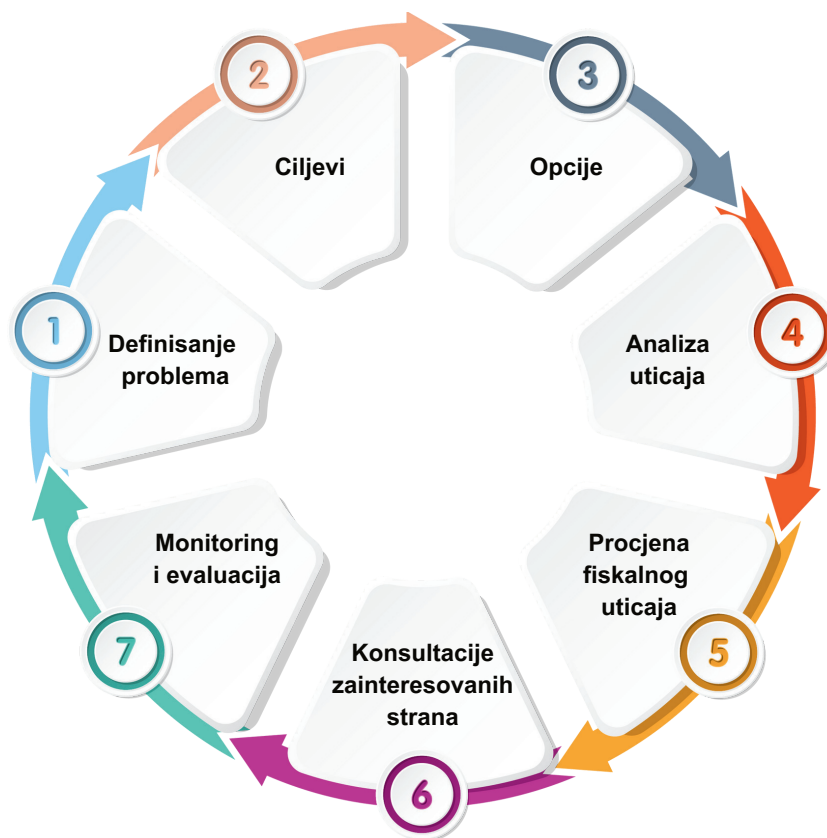 1
Definisanje
problema
2
Ciljevi
3
Opcije
4
Analiza
uticaja
5
Procjena
fiskalnog
uticaja
6
Konsultacije
zainteresovanih
strana
7
Monitoring
i evaluacija